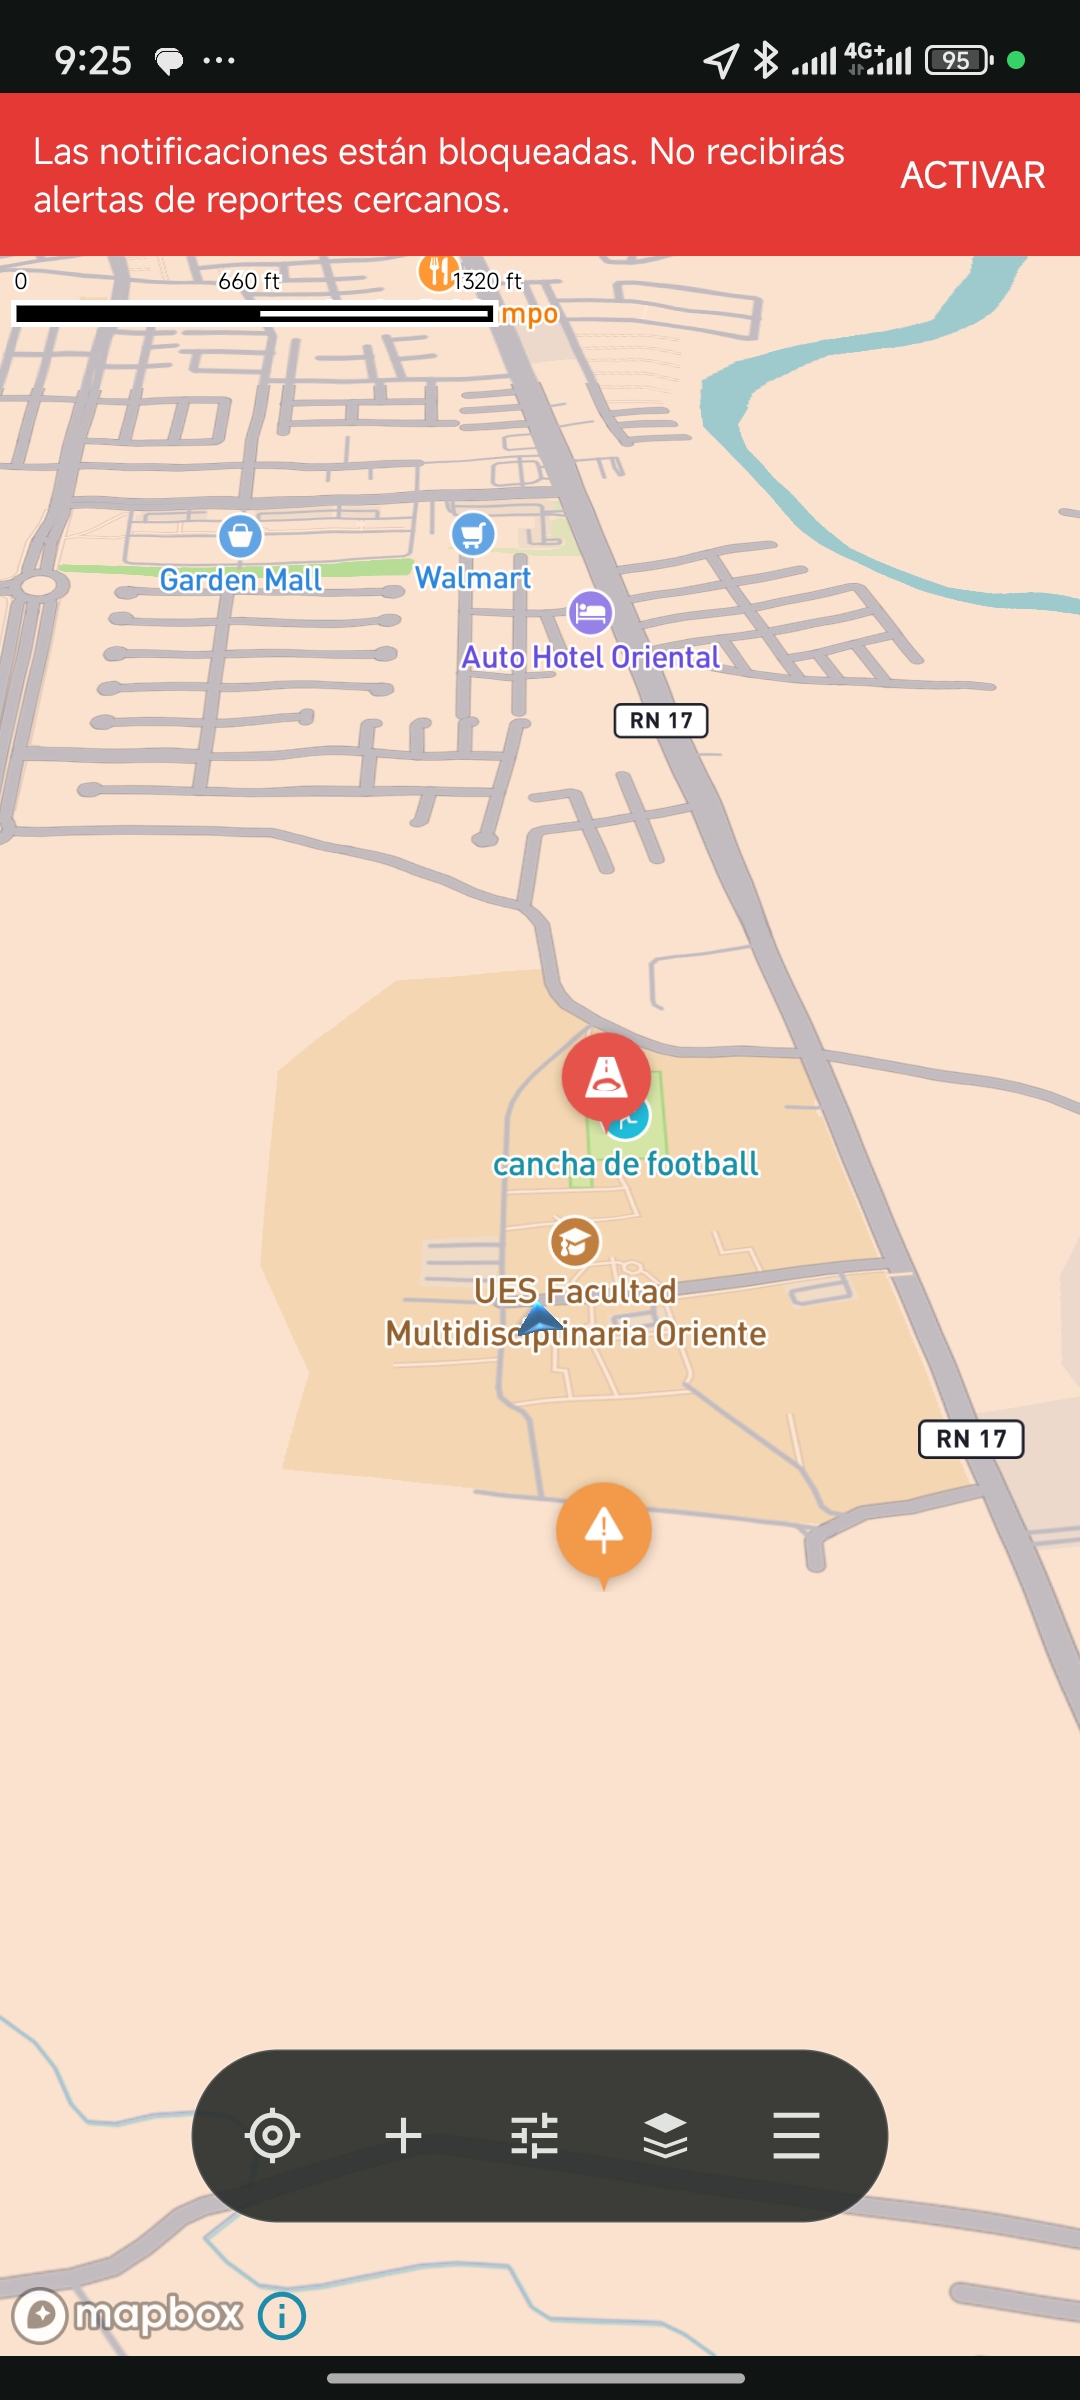 9:25
4G+
95
Las notificaciones están bloqueadas. No recibirás
alertas de reportes cercanos.
ACTIVAR
0
660 ft
1320 ft
mpo
Garden Mall
Walmart
Auto Hotel Oriental
RN 17
cancha de football
UES Facultad
Multidisciplinaria Oriente
RN 17
mapbox